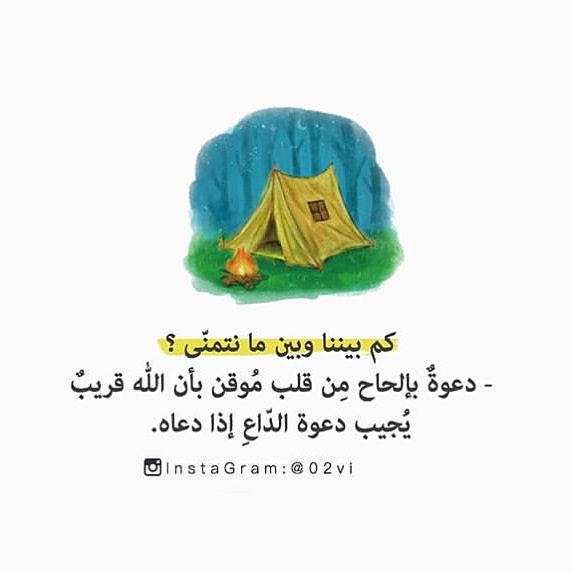 كم بيننا وبين ما نتمنّى ؟
- دعوةٌ بإلحاح مِن قلب مُوقن بأن الله قريبٌ
يُجيب دعوة الدّاعِ إذا دعاه.
InstaGram:@02vi